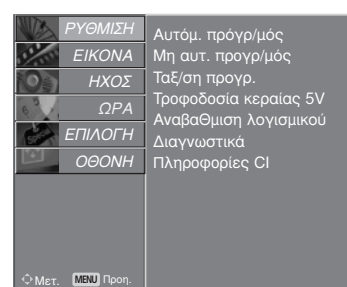 ΡΥΘΜΙΣΗ
ΕΙΚΟΝΑ
ΗΧΟΣ
ΩΡΑ
ΕΠΙΛΟΓΗ
ΟΘΟΝΗ
Αυτόμ. πρόγρ/μός
Μη αυτ. προγρ/μός
Ταξ/ση προγρ.
Τροφοδοσία κεραίας 5V
ΑναβαΘμιση λογισμικού
Διαγνωστικά
Πληροφορίες CI
Μετ. MENU Προη.